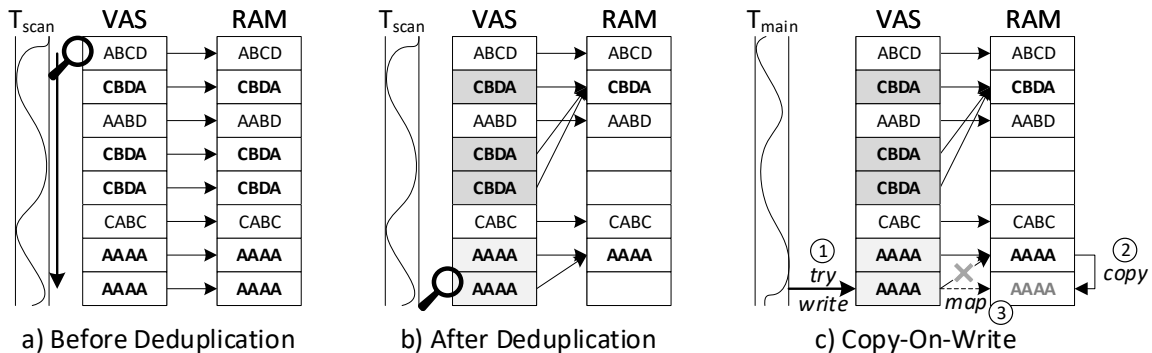 T_scan VAS RAM
ABCD ABCD
CBDA CBDA
AABD AABD
CBDA CBDA
CBDA CBDA
CABC CABC
AAAA AAAA
AAAA AAAA
a) Before Deduplication
T_scan VAS RAM
ABCD ABCD
CBDA CBDA
AABD AABD
CBDA
CBDA
CABC CABC
AAAA AAAA
AAAA
b) After Deduplication
T_main VAS RAM
ABCD ABCD
CBDA CBDA
AABD AABD
CBDA
CBDA
CABC CABC
① AAAA AAAA ②
try copy
AAAA AAAA
write map ③
c) Copy-On-Write